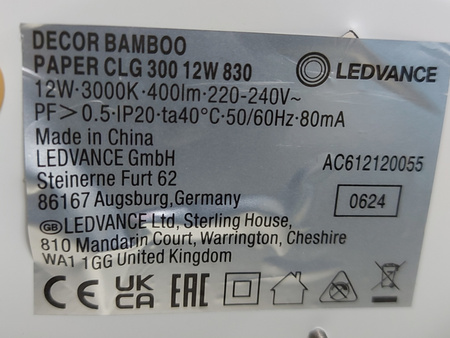 DECOR BAMBOO
PAPER CLG 300 12W 830
LEDVANCE
12W·3000K·400lm·220-240V~
PF> 0.5·IP20·ta40°C·50/60Hz·80mA
Made in China
LEDVANCE GmbH
AC612120055
Steinerne Furt 62
86167 Augsburg,Germany
0624
GB LEDVANCE Ltd, Sterling House,
810 Mandarin Court, Warrington, Cheshire
WA1 1GG United Kingdom
CE UK CA EAC